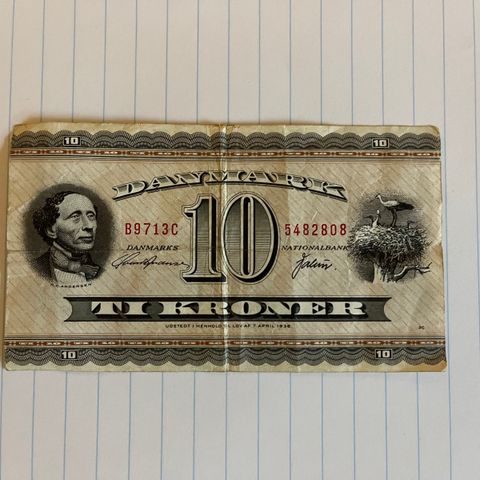 10 10
DANMARK
B9713C 10 5482808
DANMARKS NATIONALBANK
H.C. ANDERSEN
TI KRONER
UDSTEDT I HENHOLD TIL LOV AF 7. APRIL 1936
10 10